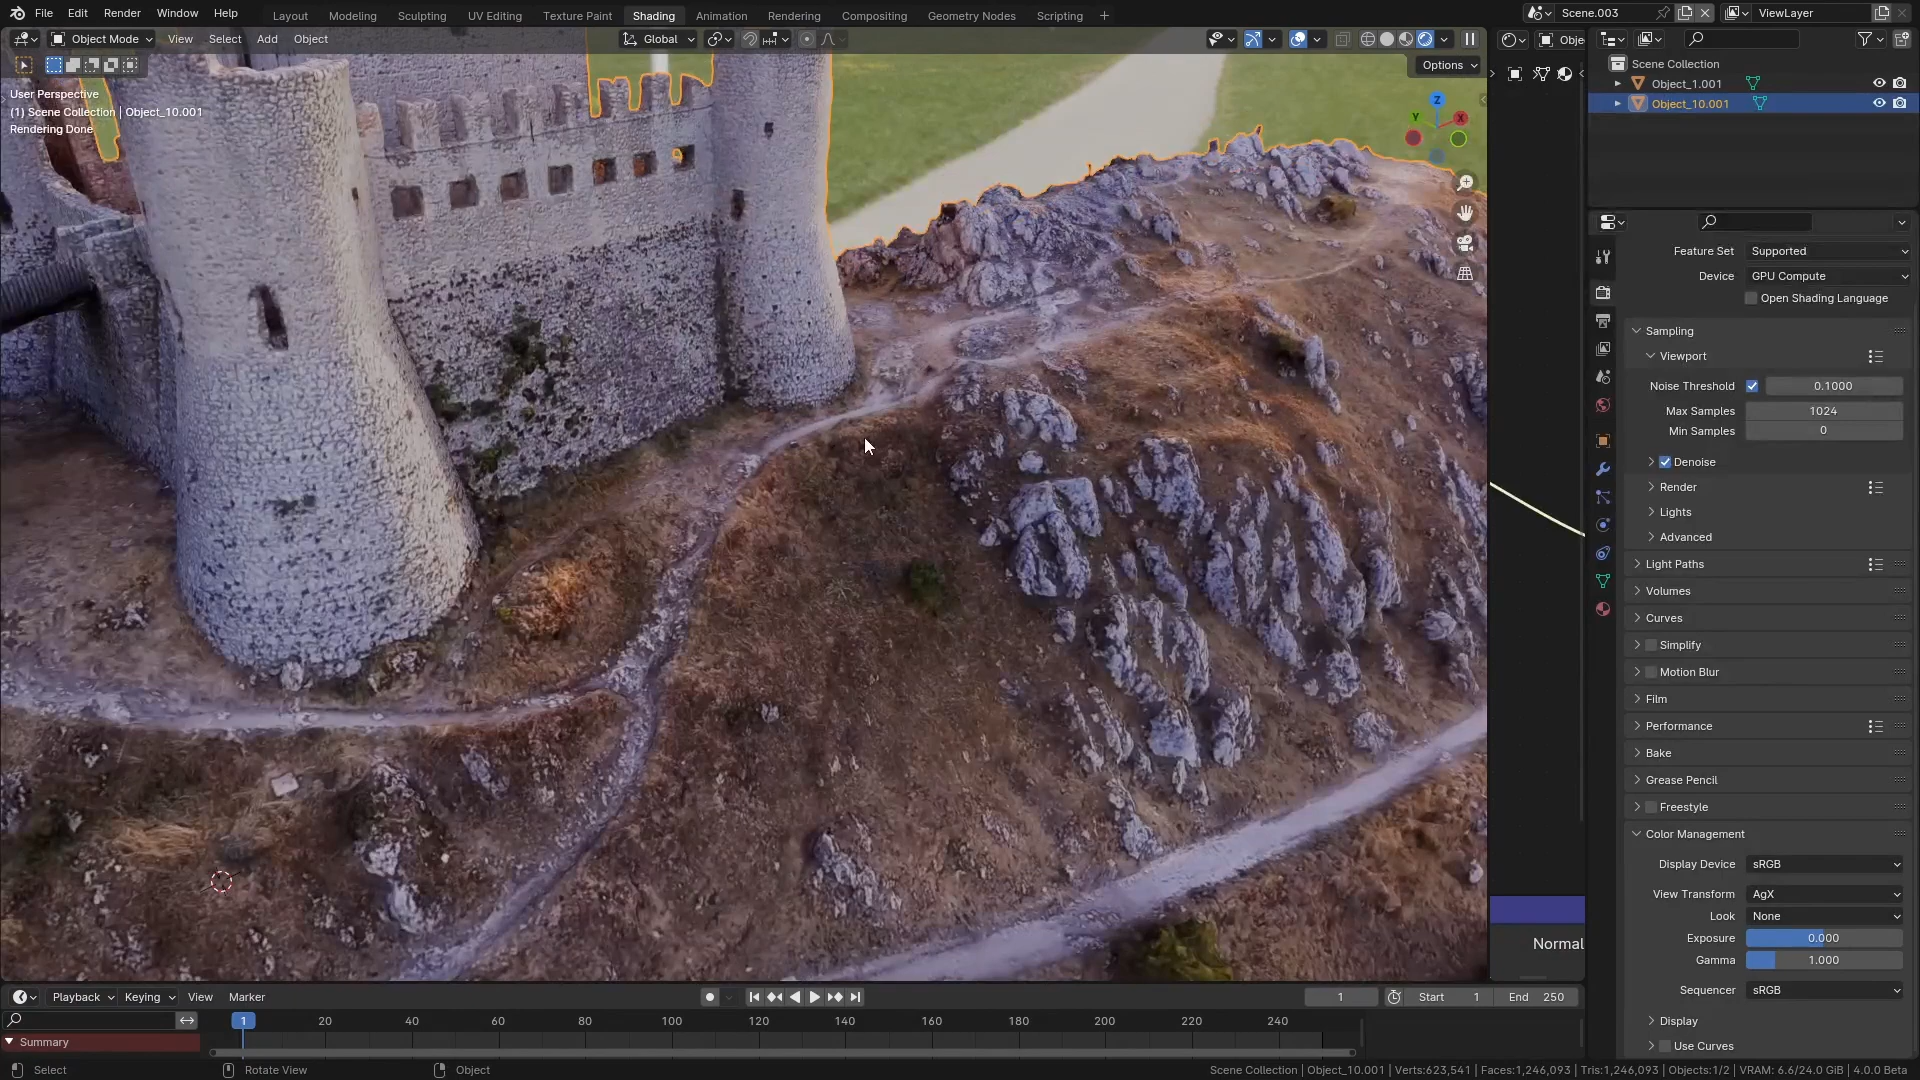 File Edit Render Window Help
Layout Modeling Sculpting UV Editing Texture Paint Shading Animation Rendering Compositing Geometry Nodes Scripting +
Scene.003
ViewLayer
Object Mode View Select Add Object
Global
Obje
Options
User Perspective
(1) Scene Collection | Object_10.001
Rendering Done
Z
Y X
Scene Collection
Object_1.001
Object_10.001
Feature Set Supported
Device GPU Compute
Open Shading Language
Sampling
Viewport
Noise Threshold 0.1000
Max Samples 1024
Min Samples 0
Denoise
Render
Lights
Advanced
Light Paths
Volumes
Curves
Simplify
Motion Blur
Film
Performance
Bake
Grease Pencil
Freestyle
Color Management
Display Device sRGB
View Transform AgX
Look None
Exposure 0.000
Gamma 1.000
Sequencer sRGB
Display
Use Curves
Normal
Playback Keying View Marker
1 Start 1 End 250
1 20 40 60 80 100 120 140 160 180 200 220 240
Summary
Select Rotate View Object
Scene Collection | Object_10.001 | Verts:623,541 | Faces:1,246,093 | Tris:1,246,093 | Objects:1/2 | VRAM: 6.6/24.0 GiB | 4.0.0 Beta